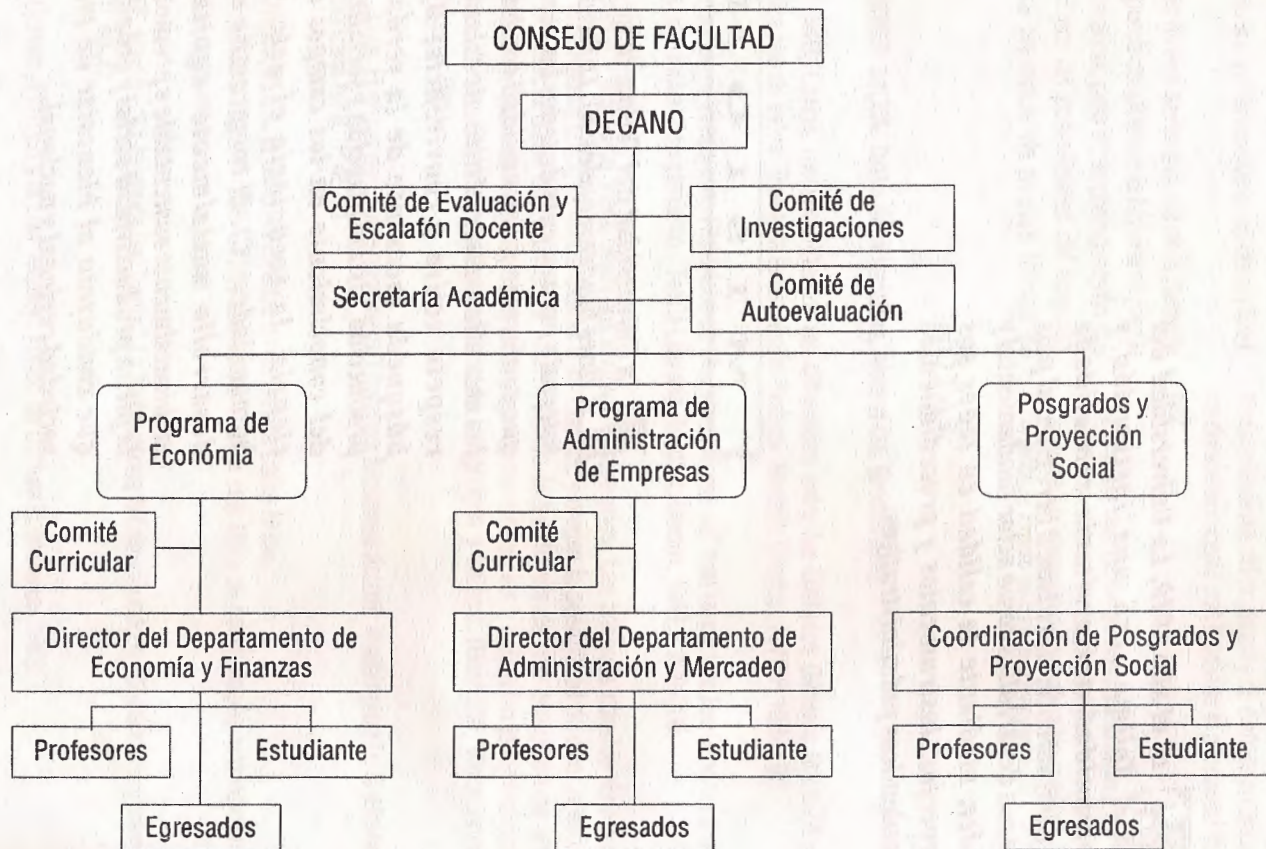 CONSEJO DE FACULTAD
DECANO
Comité de Evaluación y
Escalafón Docente
Comité de
Investigaciones
Secretaría Académica
Comité de
Autoevaluación
Programa de
Económia
Programa de
Administración
de Empresas
Posgrados y
Proyección
Social
Comité
Curricular
Comité
Curricular
Director del Departamento de
Economía y Finanzas
Director del Departamento de
Administración y Mercadeo
Coordinación de Posgrados y
Proyección Social
Profesores
Estudiante
Profesores
Estudiante
Profesores
Estudiante
Egresados
Egresados
Egresados